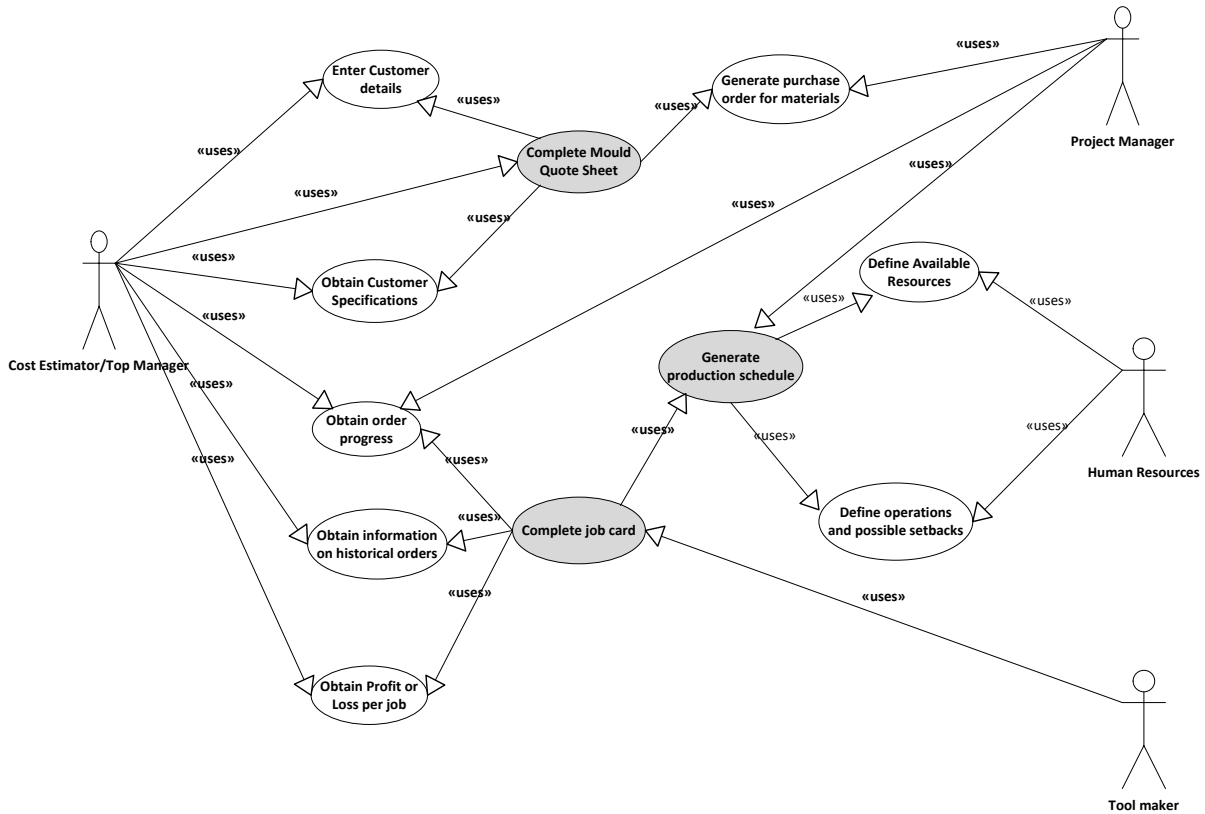 «uses»
Enter Customer
details
«uses»
Generate purchase
order for materials
«uses»
Project Manager
«uses»
Complete Mould
Quote Sheet
«uses»
«uses»
«uses»
«uses»
«uses»
«uses»
Obtain Customer
Specifications
Define Available
Resources
«uses»
«uses»
«uses»
Cost Estimator/Top Manager
Generate
production schedule
«uses»
Obtain order
progress
«uses»
«uses»
«uses»
«uses»
«uses»
Human Resources
Obtain information
on historical orders
«uses»
Complete job card
Define operations
and possible setbacks
«uses»
«uses»
Obtain Profit or
Loss per job
Tool maker